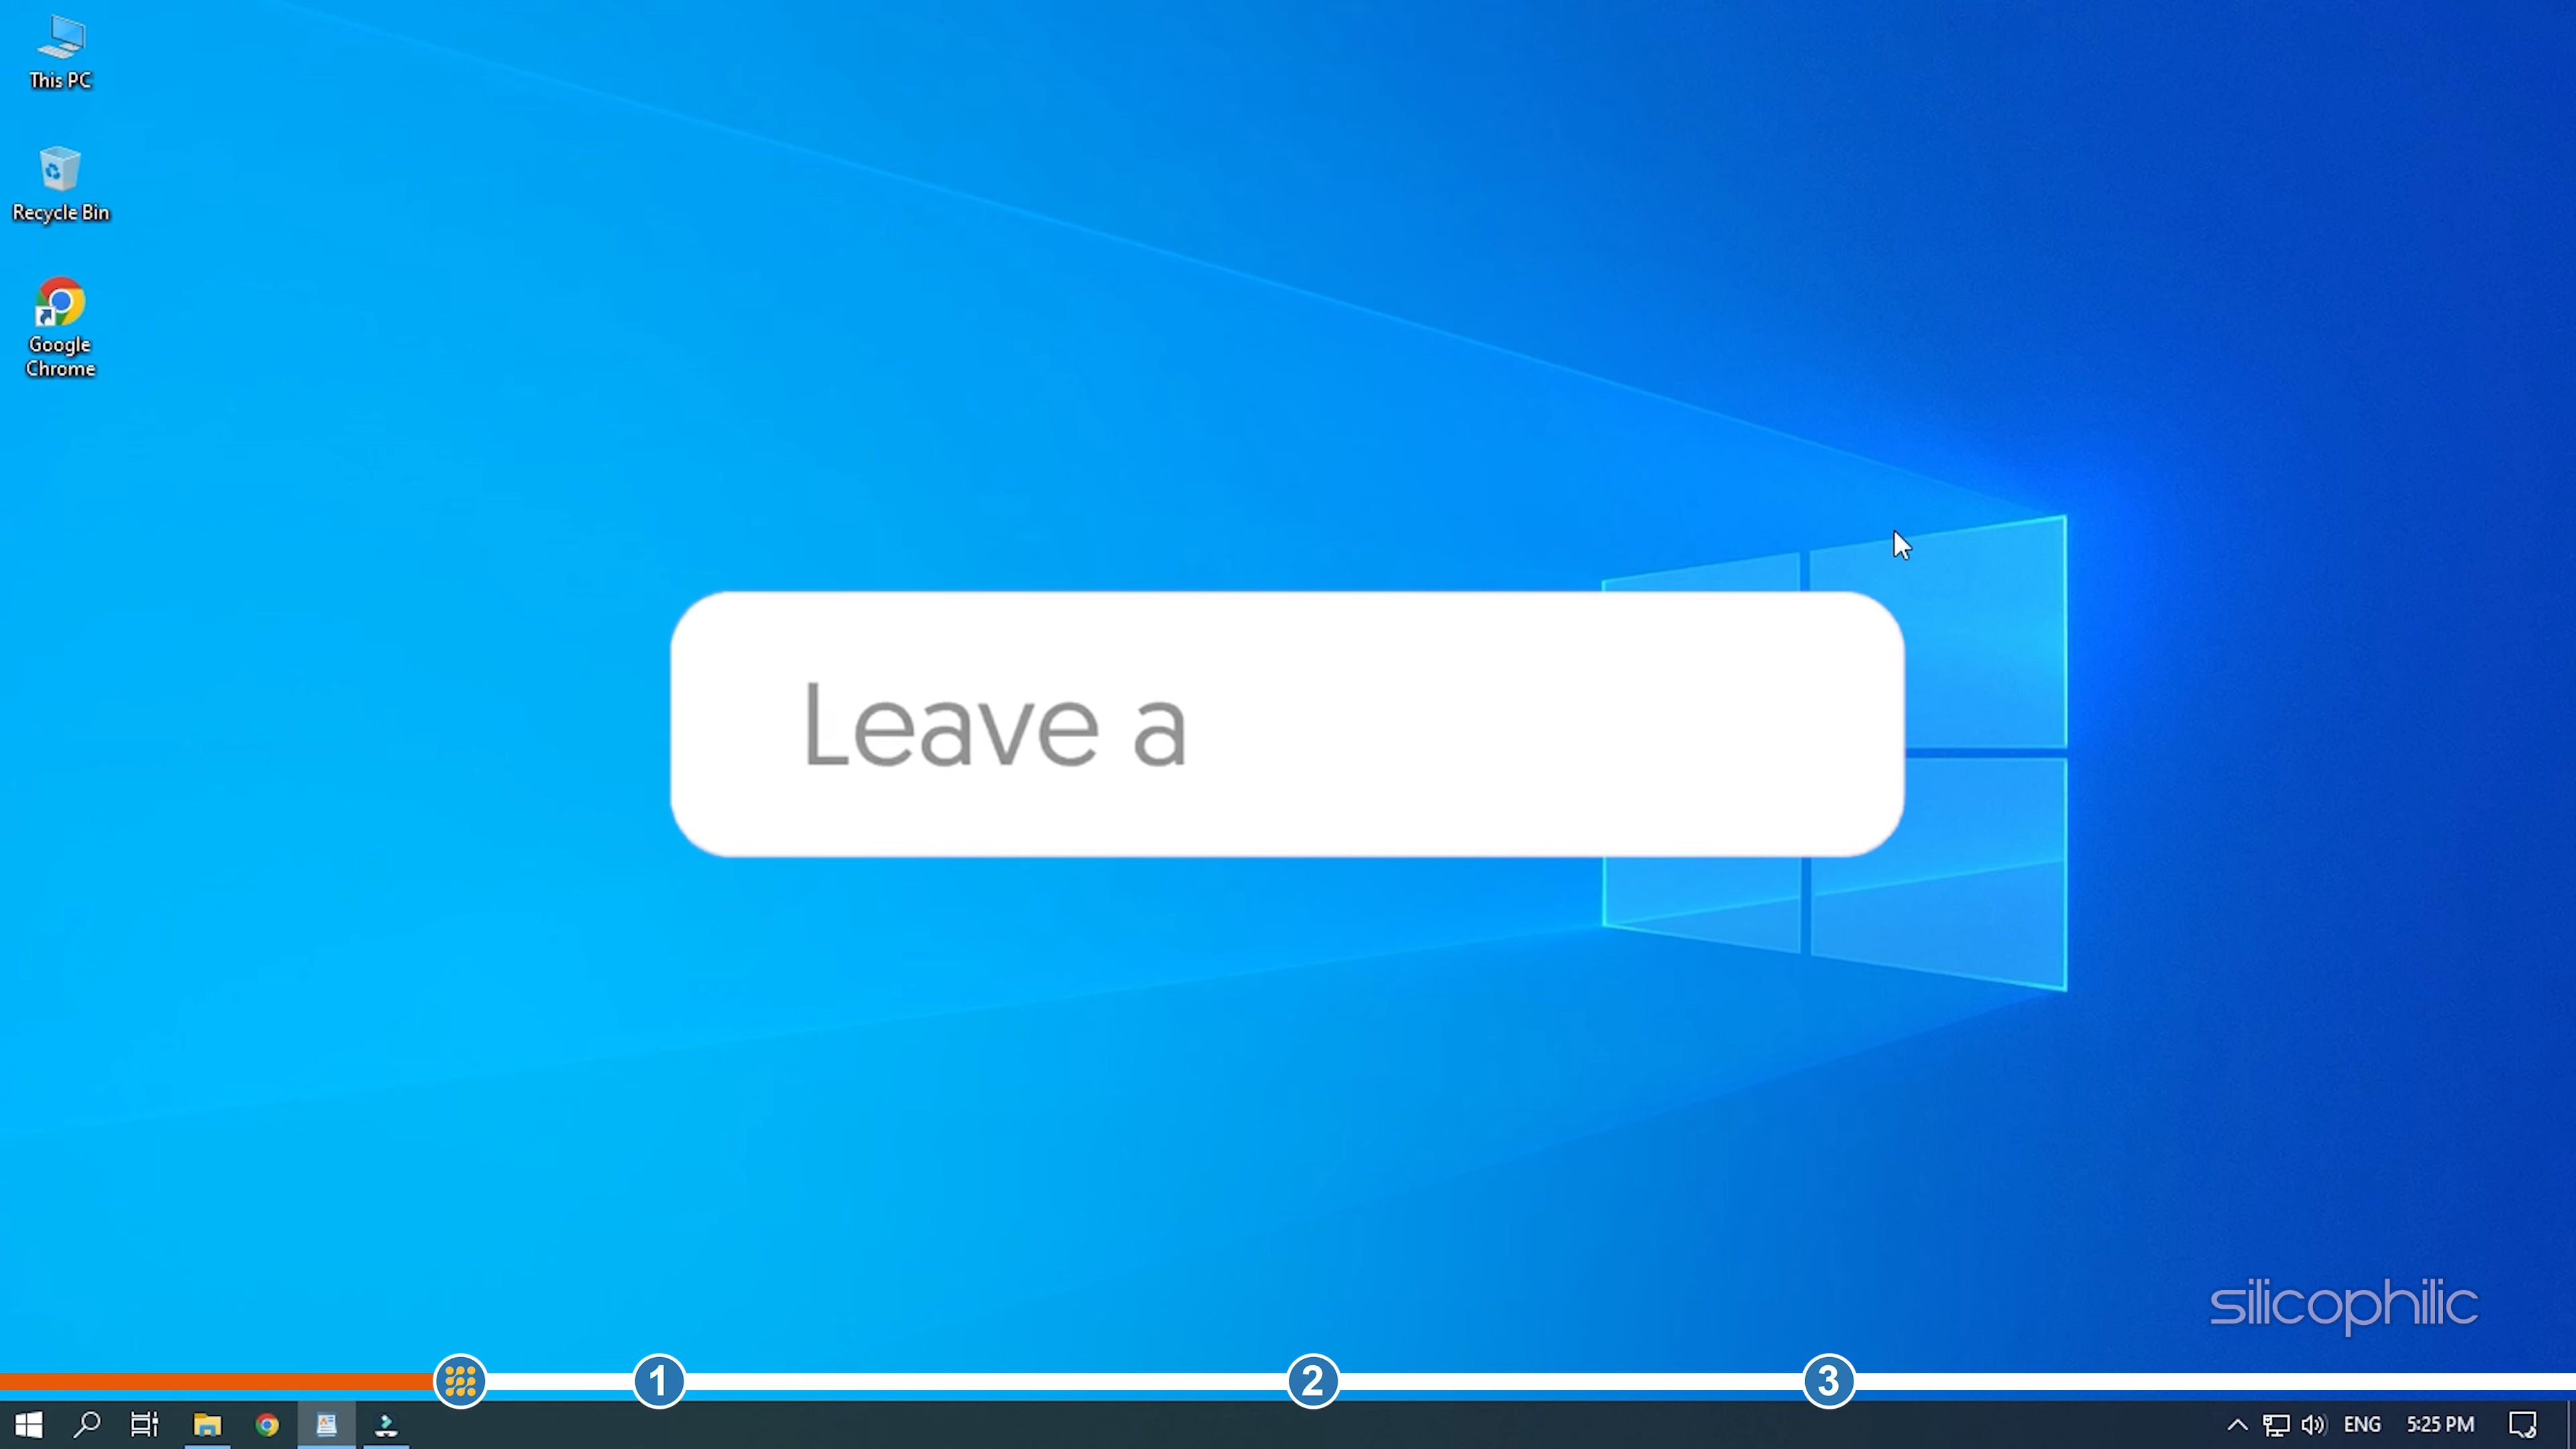 This PC
Recycle Bin
Google
Chrome
Leave a
silicophilic
1
2
3
ENG
5:25 PM